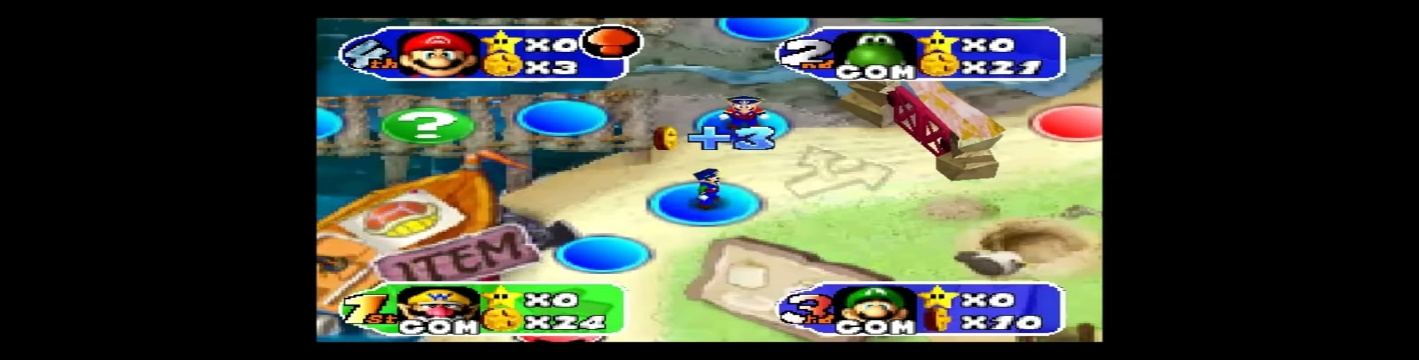 4th ×0 ×3
2nd COM ×0 ×21
?
+3
ITEM
1st COM ×0 ×24
3rd COM ×0 ×10